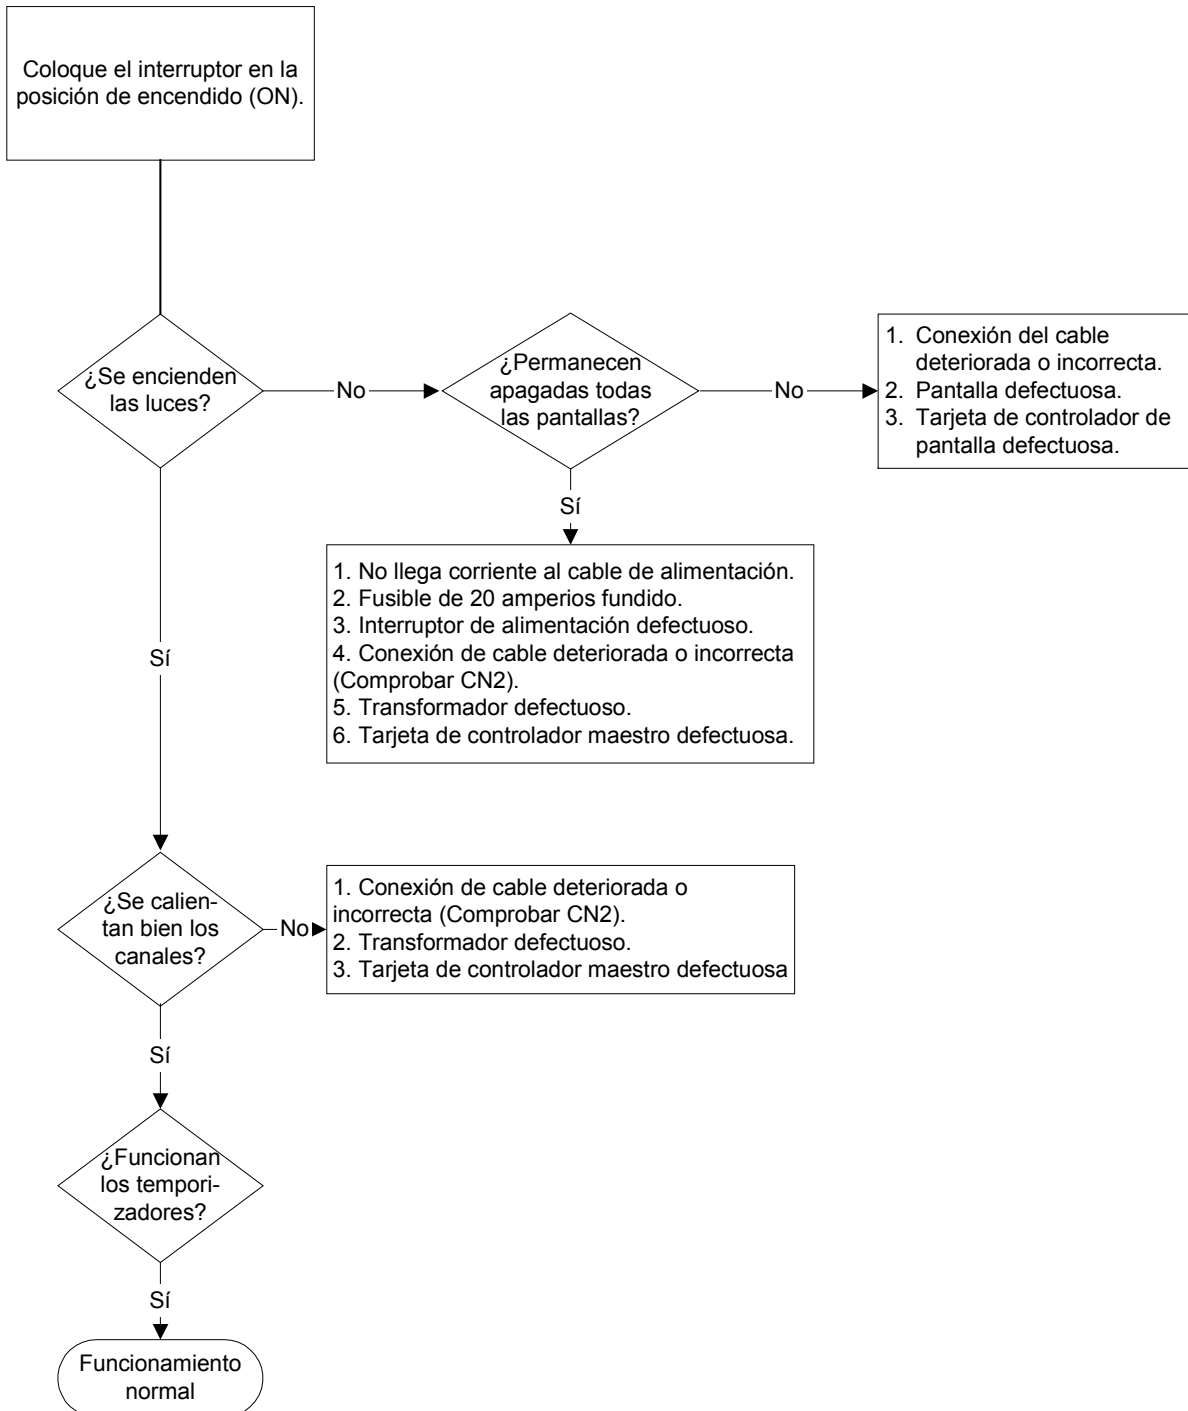 Coloque el interruptor en la
posición de encendido (ON).
¿Se encienden
las luces?
No
¿Permanecen
apagadas todas
las pantallas?
No
1. Conexión del cable
deteriorada o incorrecta.
2. Pantalla defectuosa.
3. Tarjeta de controlador de
pantalla defectuosa.
Sí
1. No llega corriente al cable de alimentación.
2. Fusible de 20 amperios fundido.
3. Interruptor de alimentación defectuoso.
4. Conexión de cable deteriorada o incorrecta
(Comprobar CN2).
5. Transformador defectuoso.
6. Tarjeta de controlador maestro defectuosa.
Sí
¿Se calien-
tan bien los
canales?
No
1. Conexión de cable deteriorada o
incorrecta (Comprobar CN2).
2. Transformador defectuoso.
3. Tarjeta de controlador maestro defectuosa
Sí
¿Funcionan
los tempori-
zadores?
Sí
Funcionamiento
normal